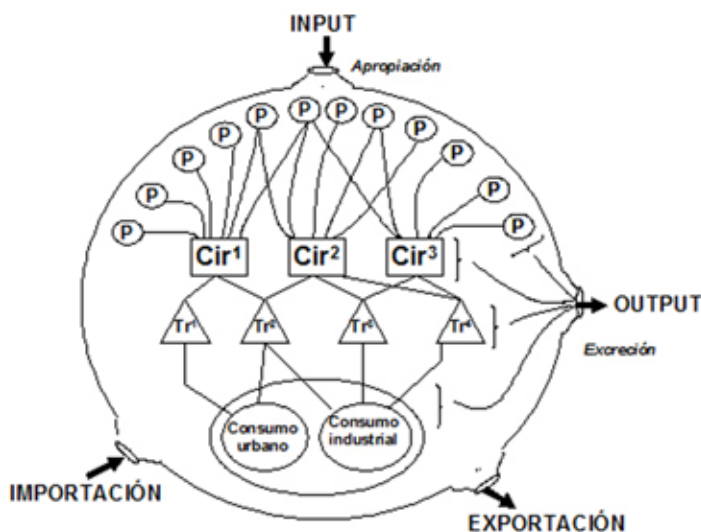 INPUT
Apropiación
P
P
P
P
P
P
P
P
P
P
P
P
Cir¹
Cir²
Cir³
OUTPUT
Tr¹
Tr²
Tr³
Tr⁴
Excreción
Consumo
urbano
Consumo
industrial
IMPORTACIÓN
EXPORTACIÓN